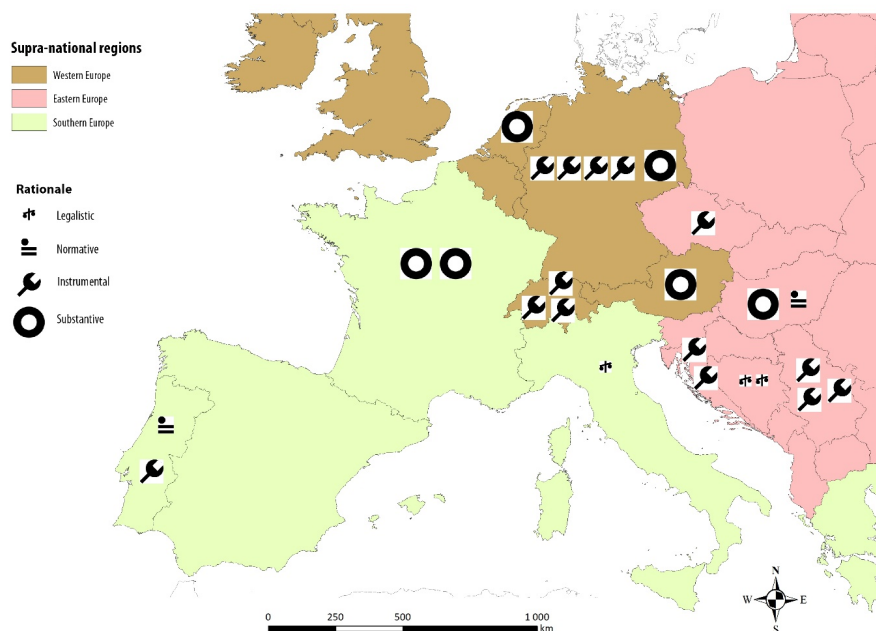 Supra-national regions
Western Europe
Eastern Europe
Southern Europe
Rationale
Legalistic
Normative
Instrumental
Substantive
N
W E
S
0 250 500 1 000
km